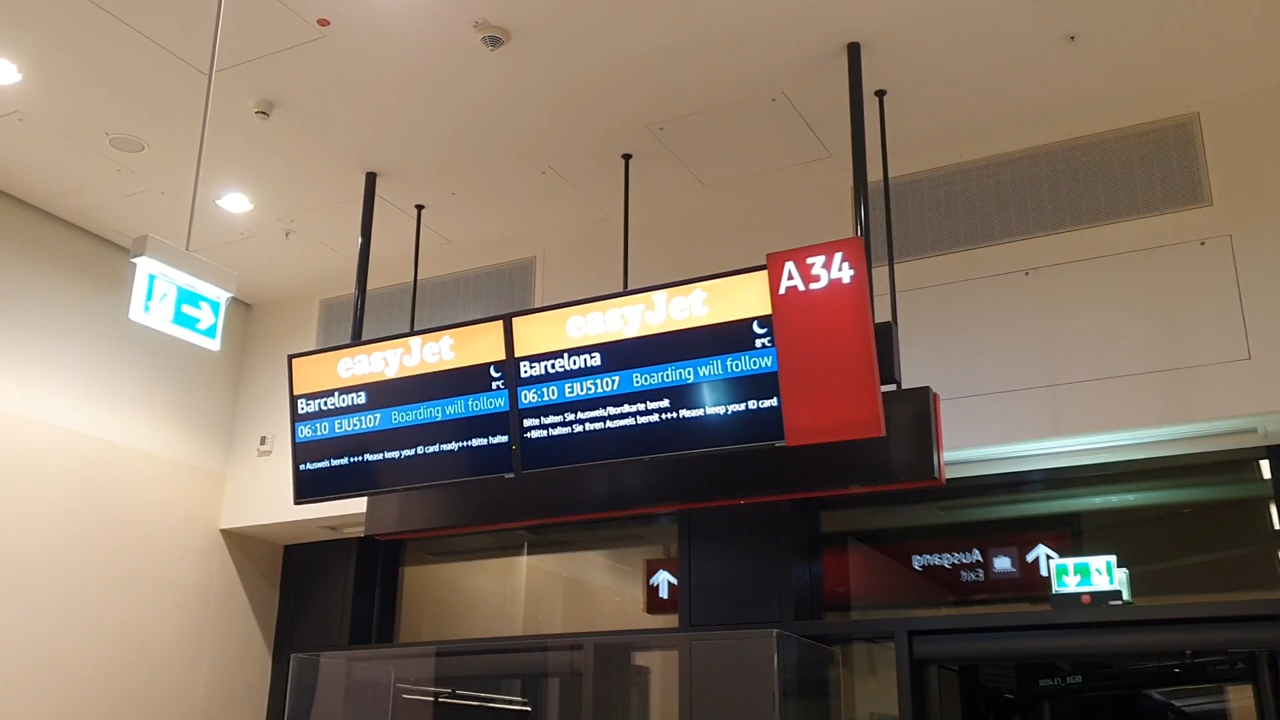 A34
easyJet
Barcelona
8°C
06:10 EJU5107 Boarding will follow
n Ausweis bereit +++ Please keep your ID card ready+++Bitte halten
easyJet
Barcelona
8°C
06:10 EJU5107 Boarding will follow
Bitte halten Sie Ausweis/Bordkarte bereit
-+Bitte halten Sie Ihren Ausweis bereit +++ Please keep your ID card
Ausgang
Exit